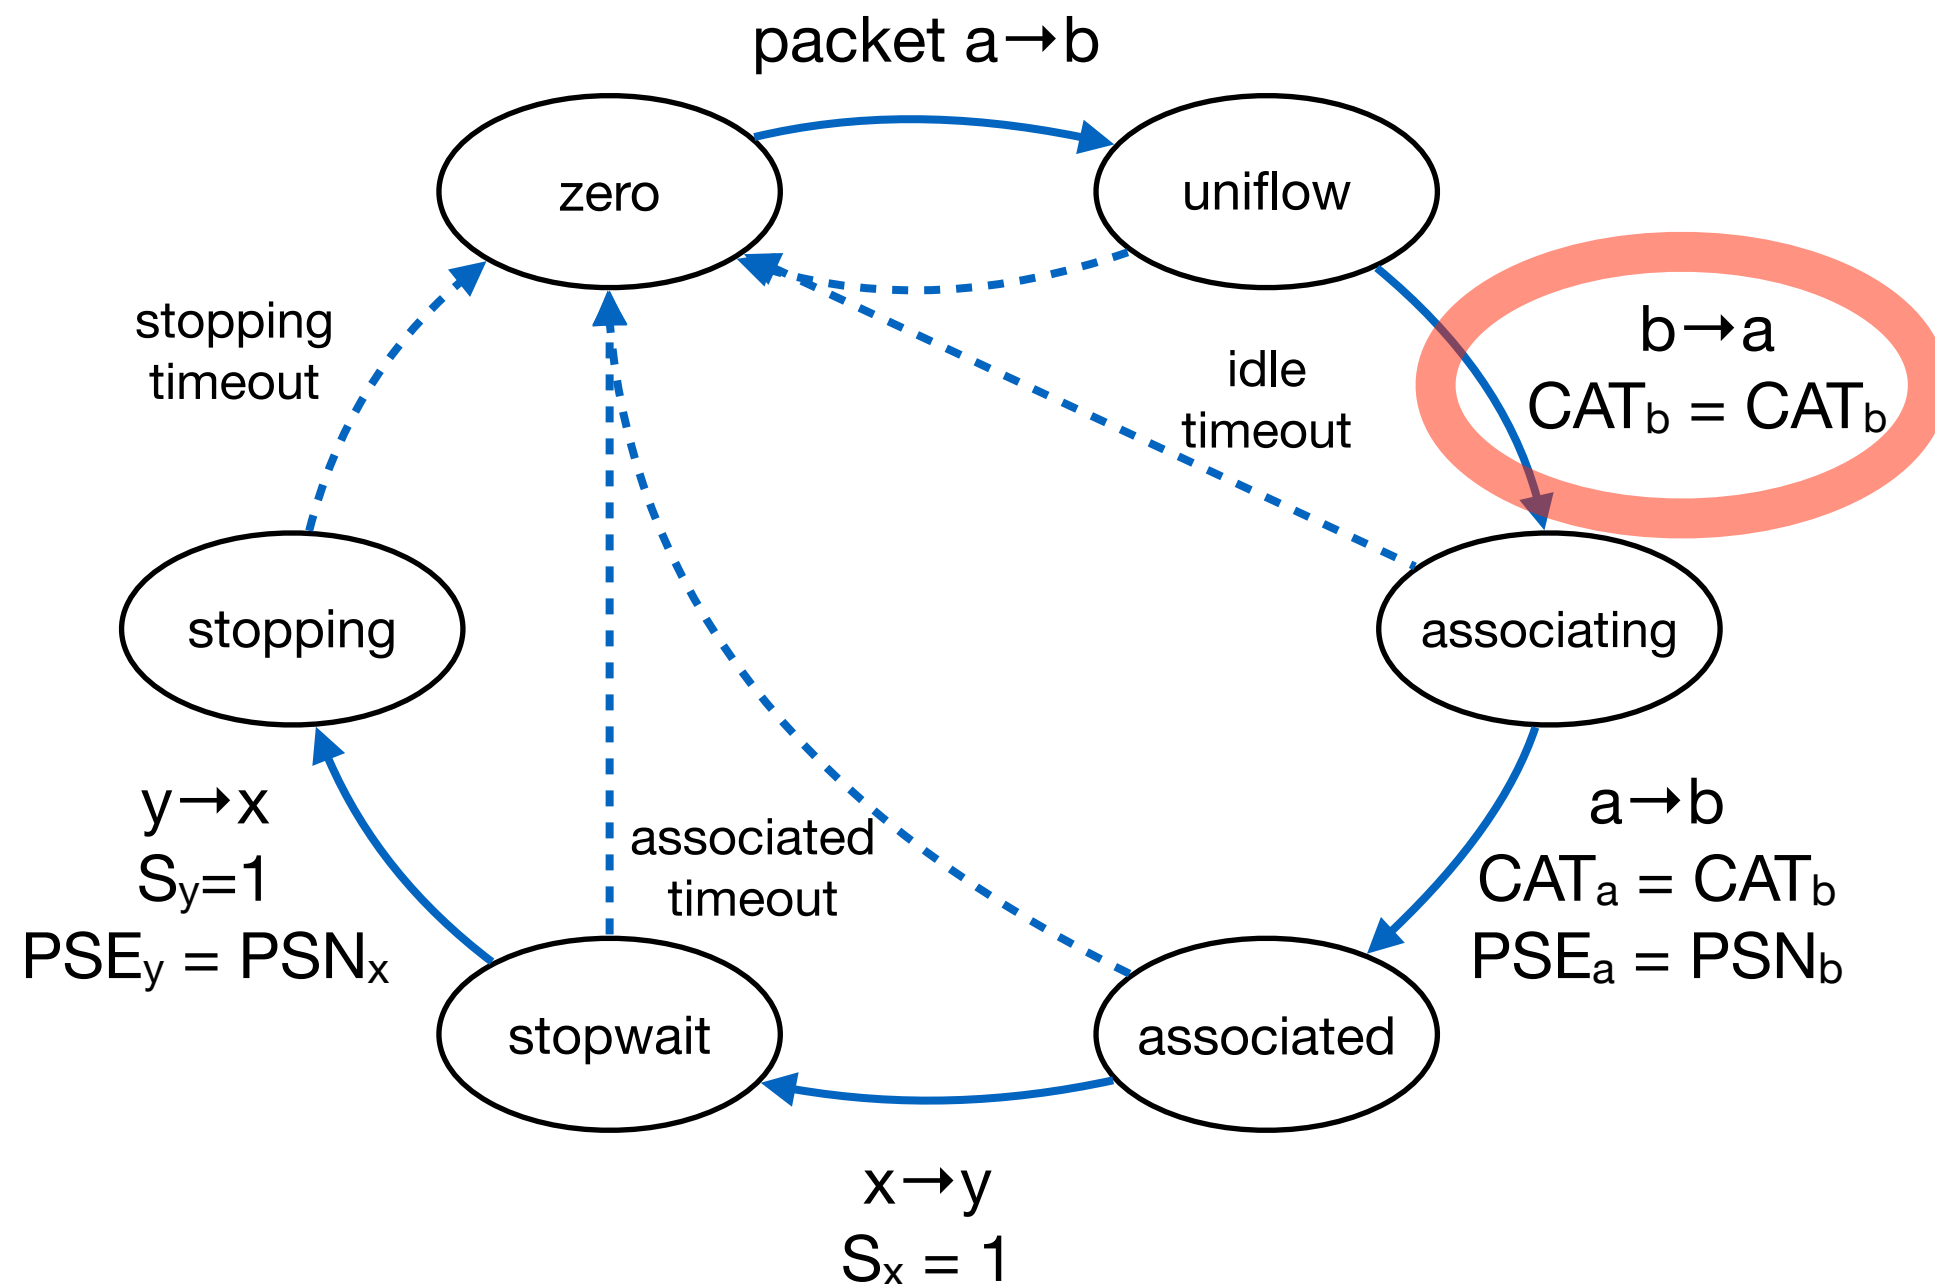 packet a→b
zero
uniflow
stopping
timeout
b→a
CATb = CATb
idle
timeout
stopping
associating
y→x
Sy=1
PSEy = PSNx
associated
timeout
a→b
CATa = CATb
PSEa = PSNb
stopwait
associated
x→y
Sx = 1